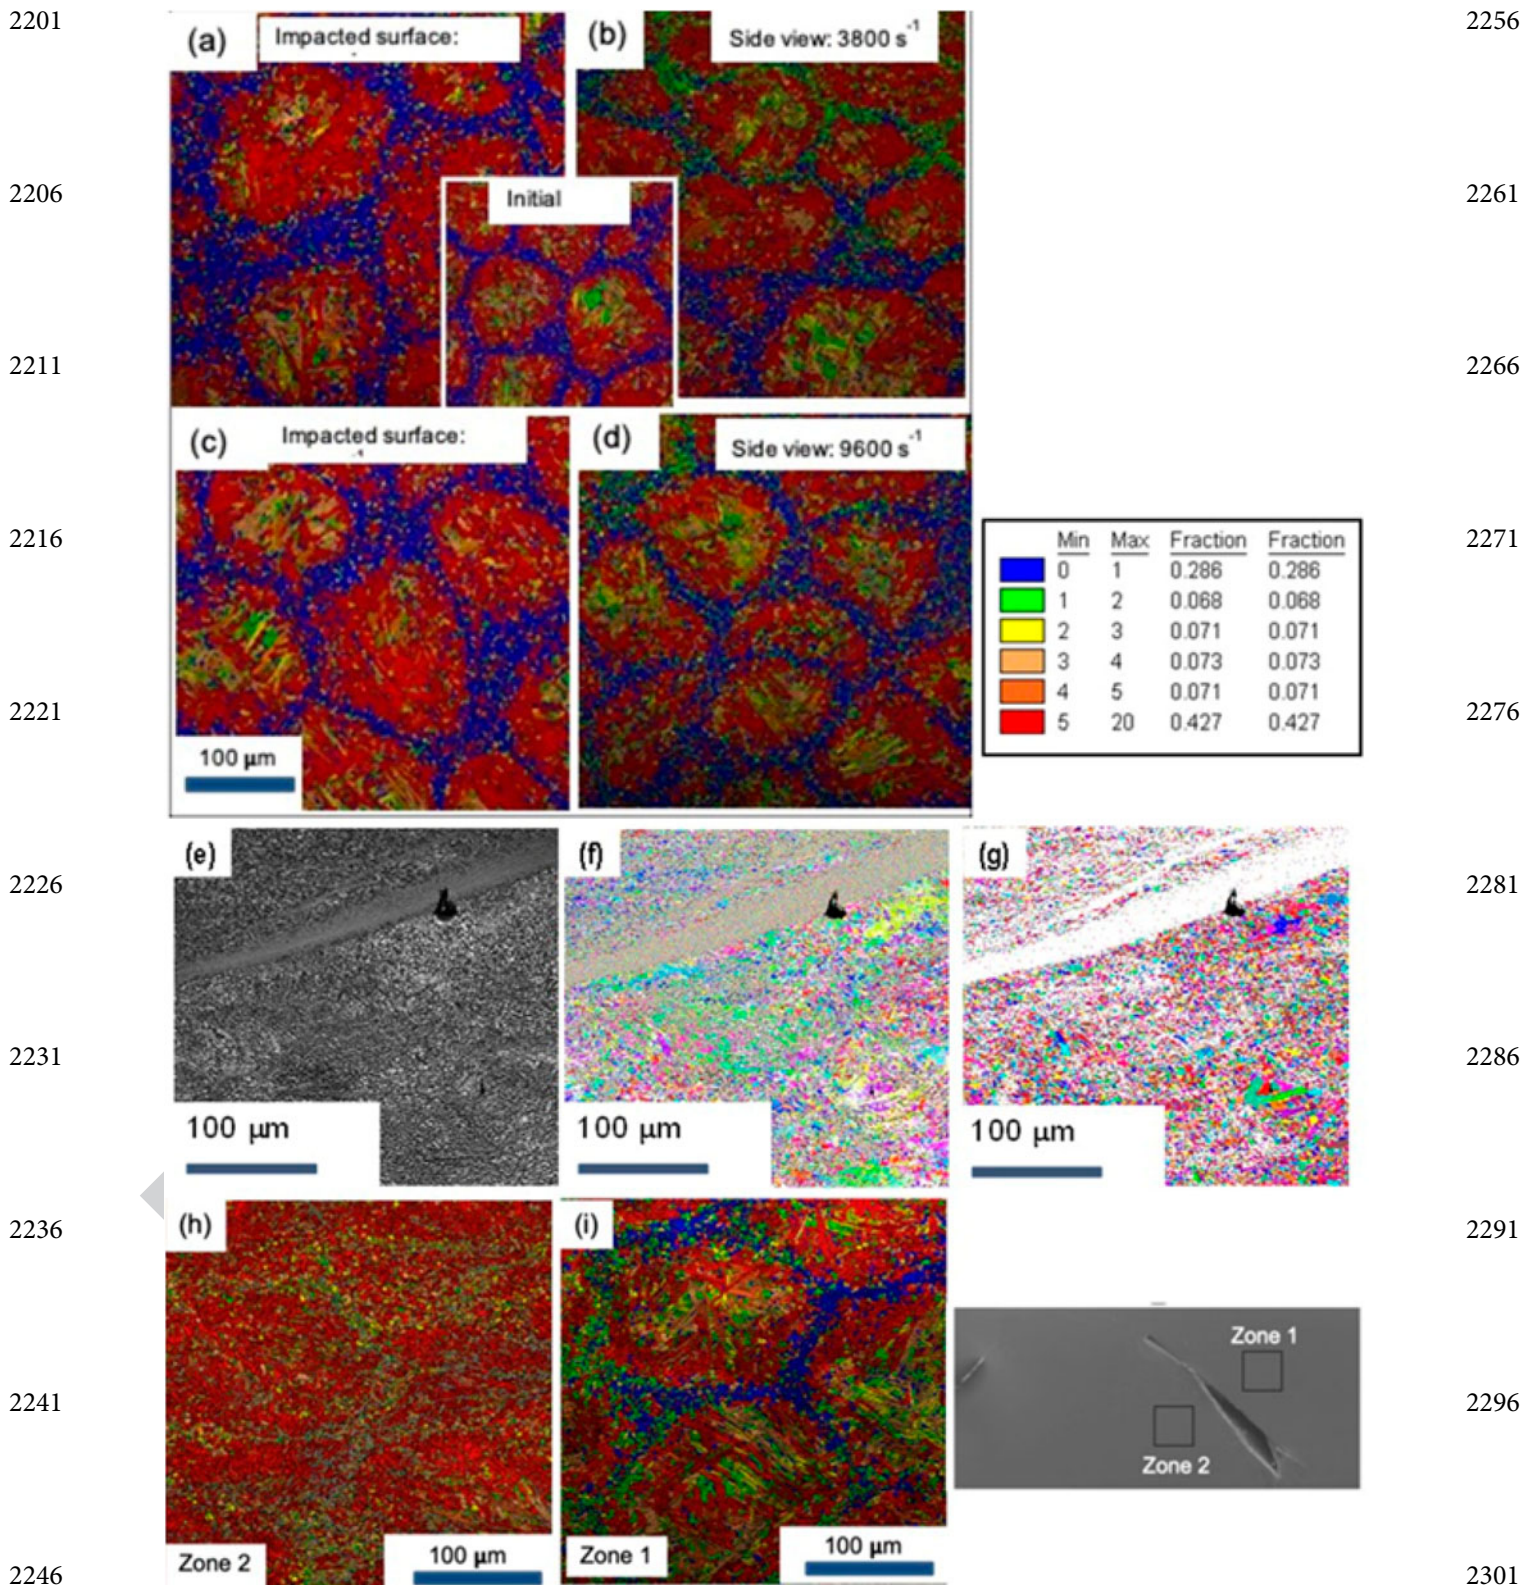 2201
2256
(a)
Impacted surface:
(b)
Side view: 3800 s-1
2206
Initial
2261
2211
2266
(c)
Impacted surface:
-1
(d)
Side view: 9600 s-1
2216
2271
Min Max Fraction Fraction
0 1 0.286 0.286
1 2 0.068 0.068
2 3 0.071 0.071
3 4 0.073 0.073
4 5 0.071 0.071
5 20 0.427 0.427
2221
2276
100 µm
(e)
(f)
(g)
2226
2281
2231
2286
100 µm
100 µm
100 µm
2236
(h)
(i)
2291
Zone 1
2241
2296
Zone 2
100 µm
100 µm
Zone 2
Zone 1
2246
2301